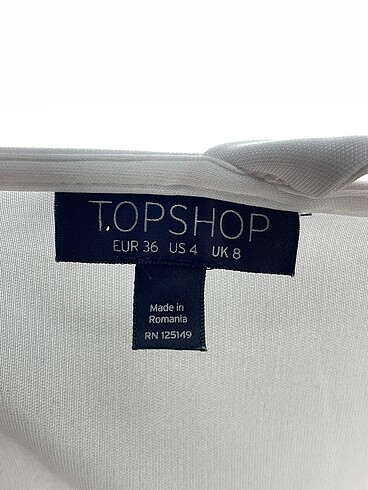 TOPSHOP
EUR 36 US 4 UK 8
Made in
Romania
RN 125149